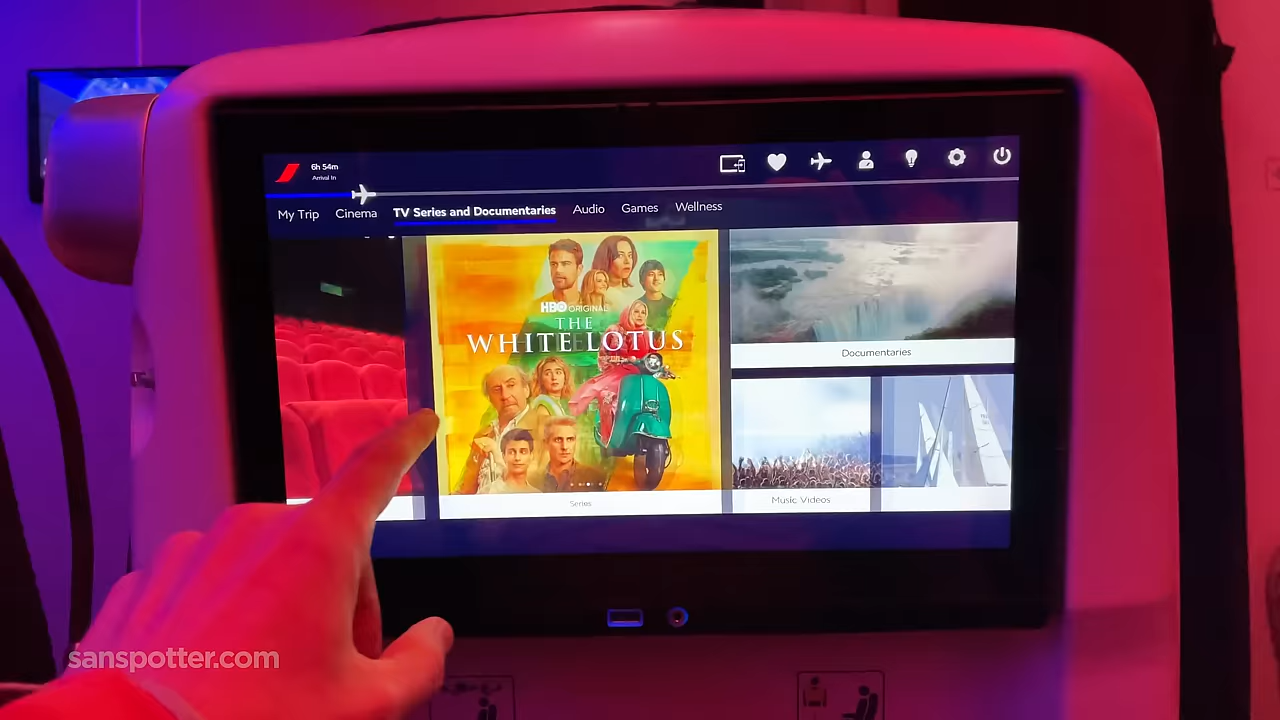 6h 54m
Arrival In
My Trip Cinema TV Series and Documentaries Audio Games Wellness
HBO ORIGINAL
THE
WHITE LOTUS
Series
Documentaries
Music Videos
sanspotter.com